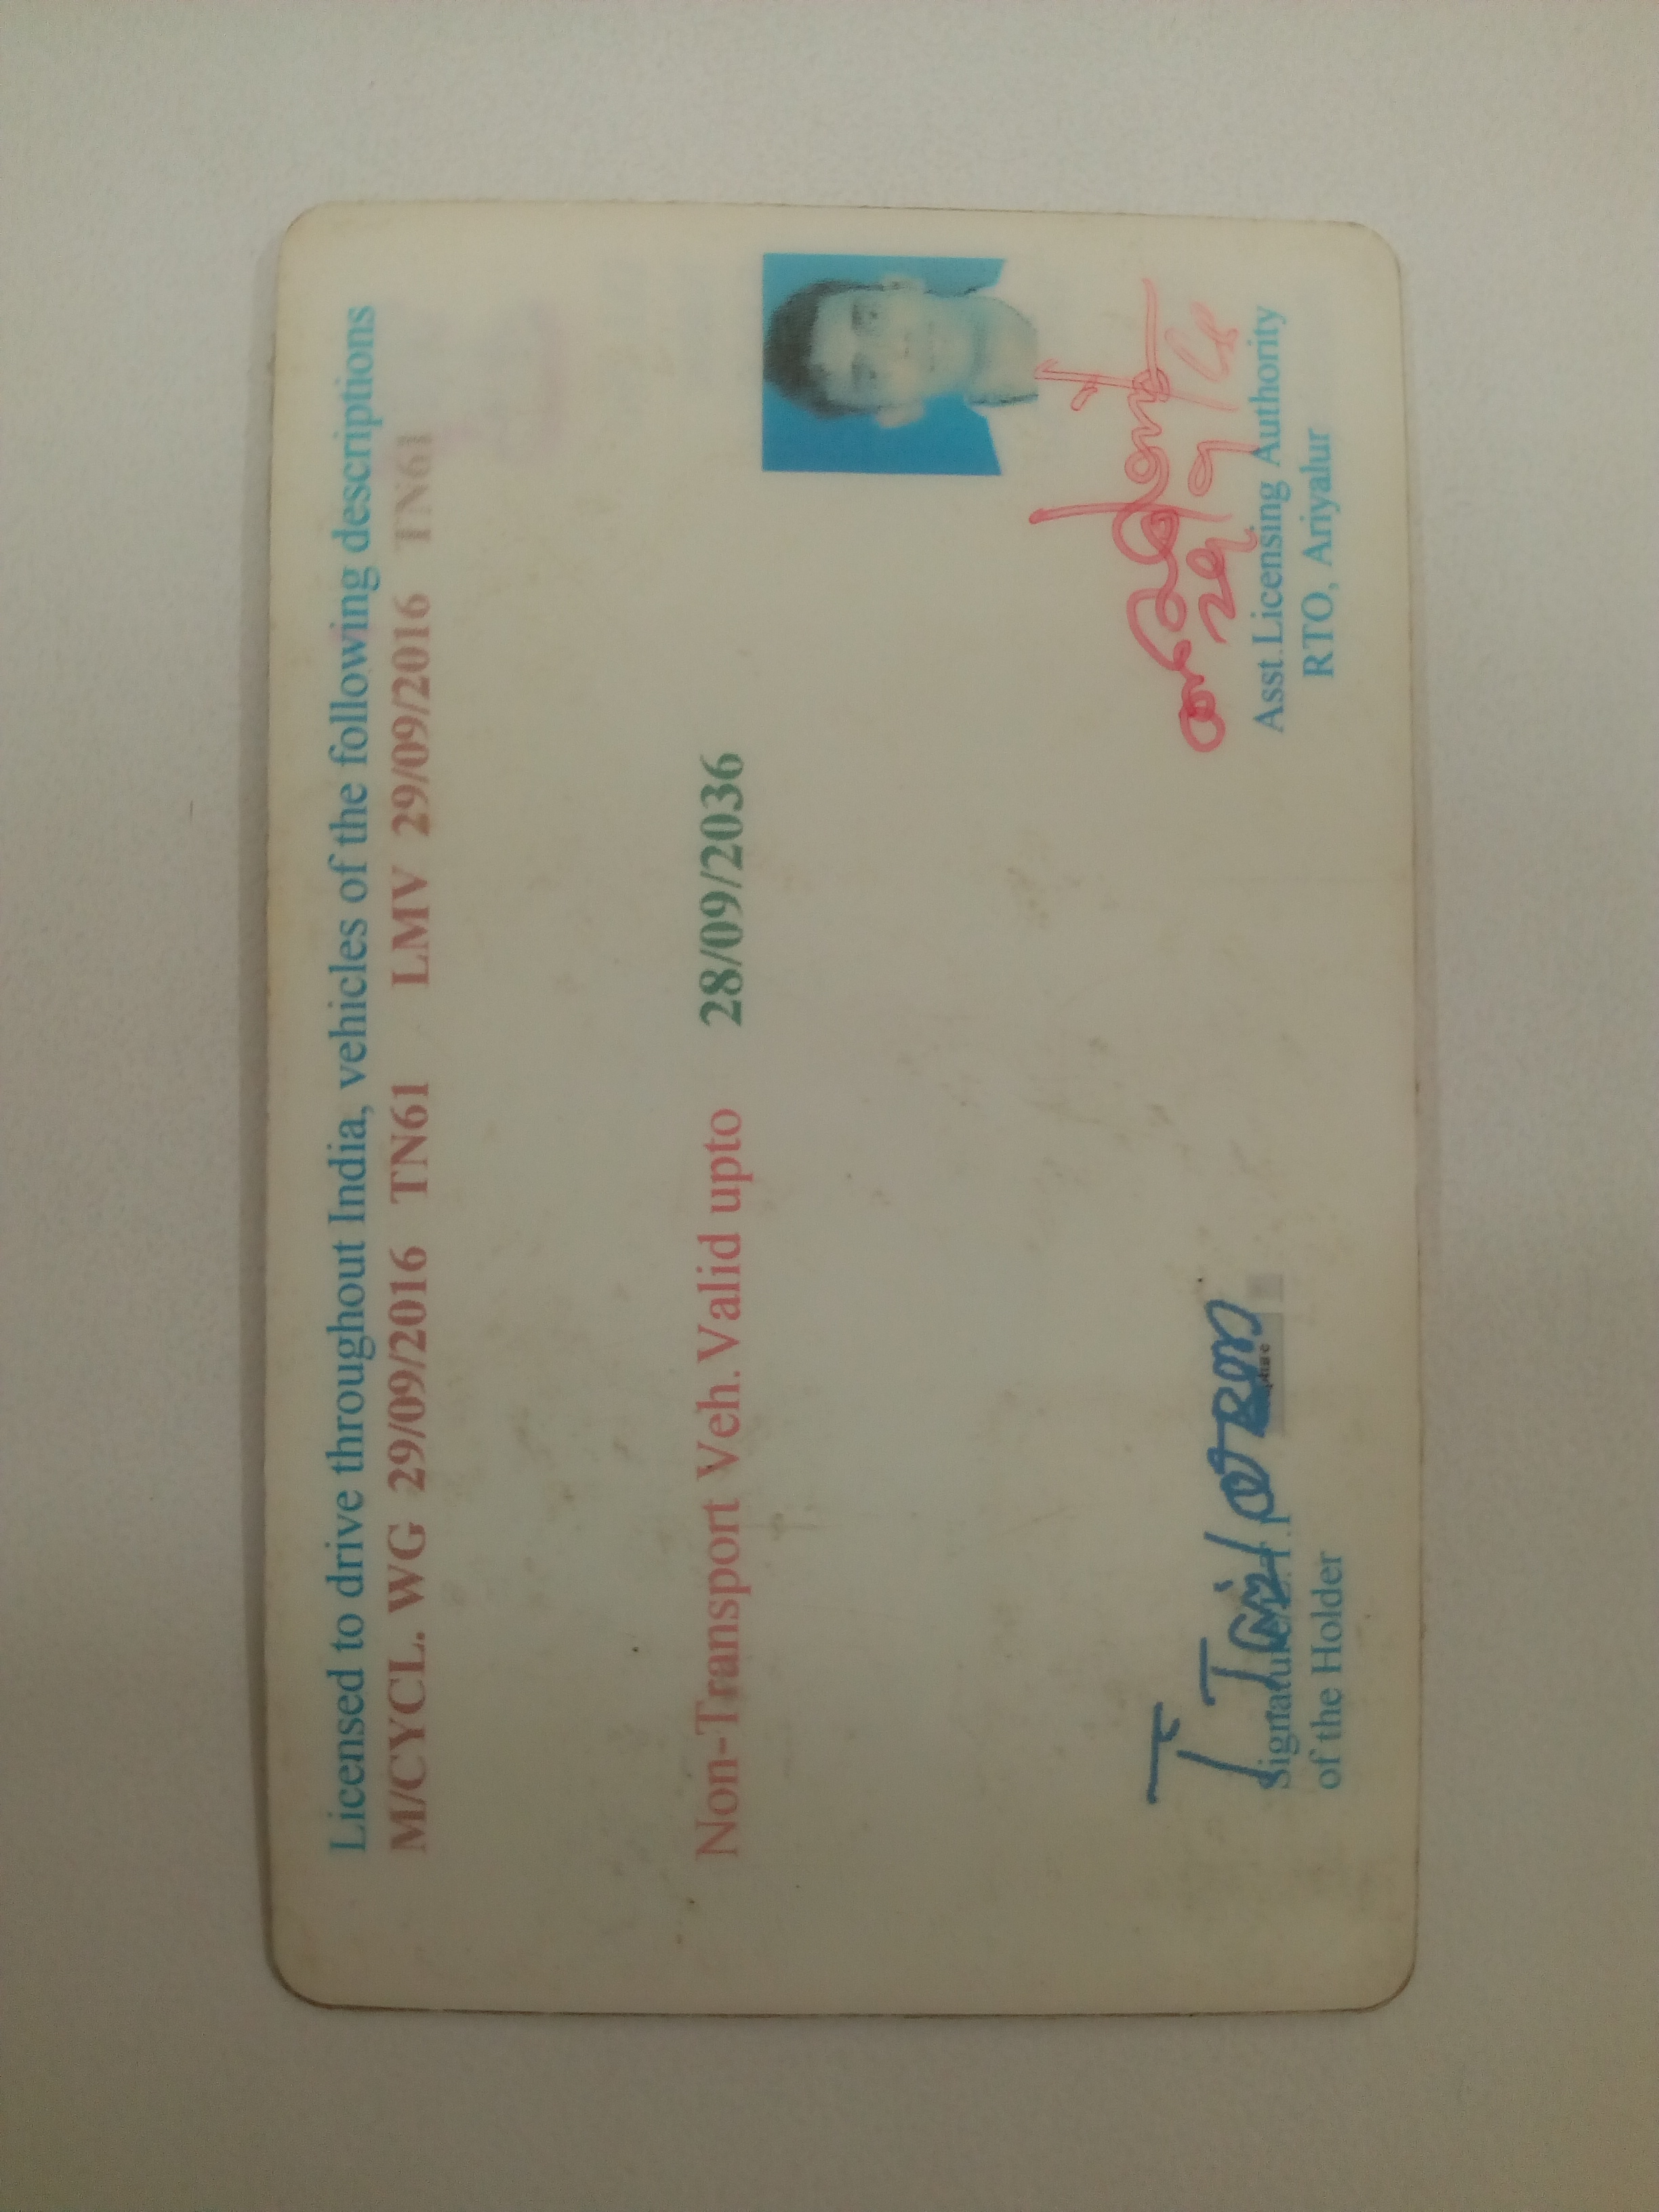 Licensed to drive throughout India, vehicles of the following descriptions
M/CYCL. WG 29/09/2016 TN61 LMV 29/09/2016 TN61
Non-Transport Veh. Valid upto 28/09/2036
Signature/L.T.I
of the Holder
Asst.Licensing Authority
RTO, Ariyalur